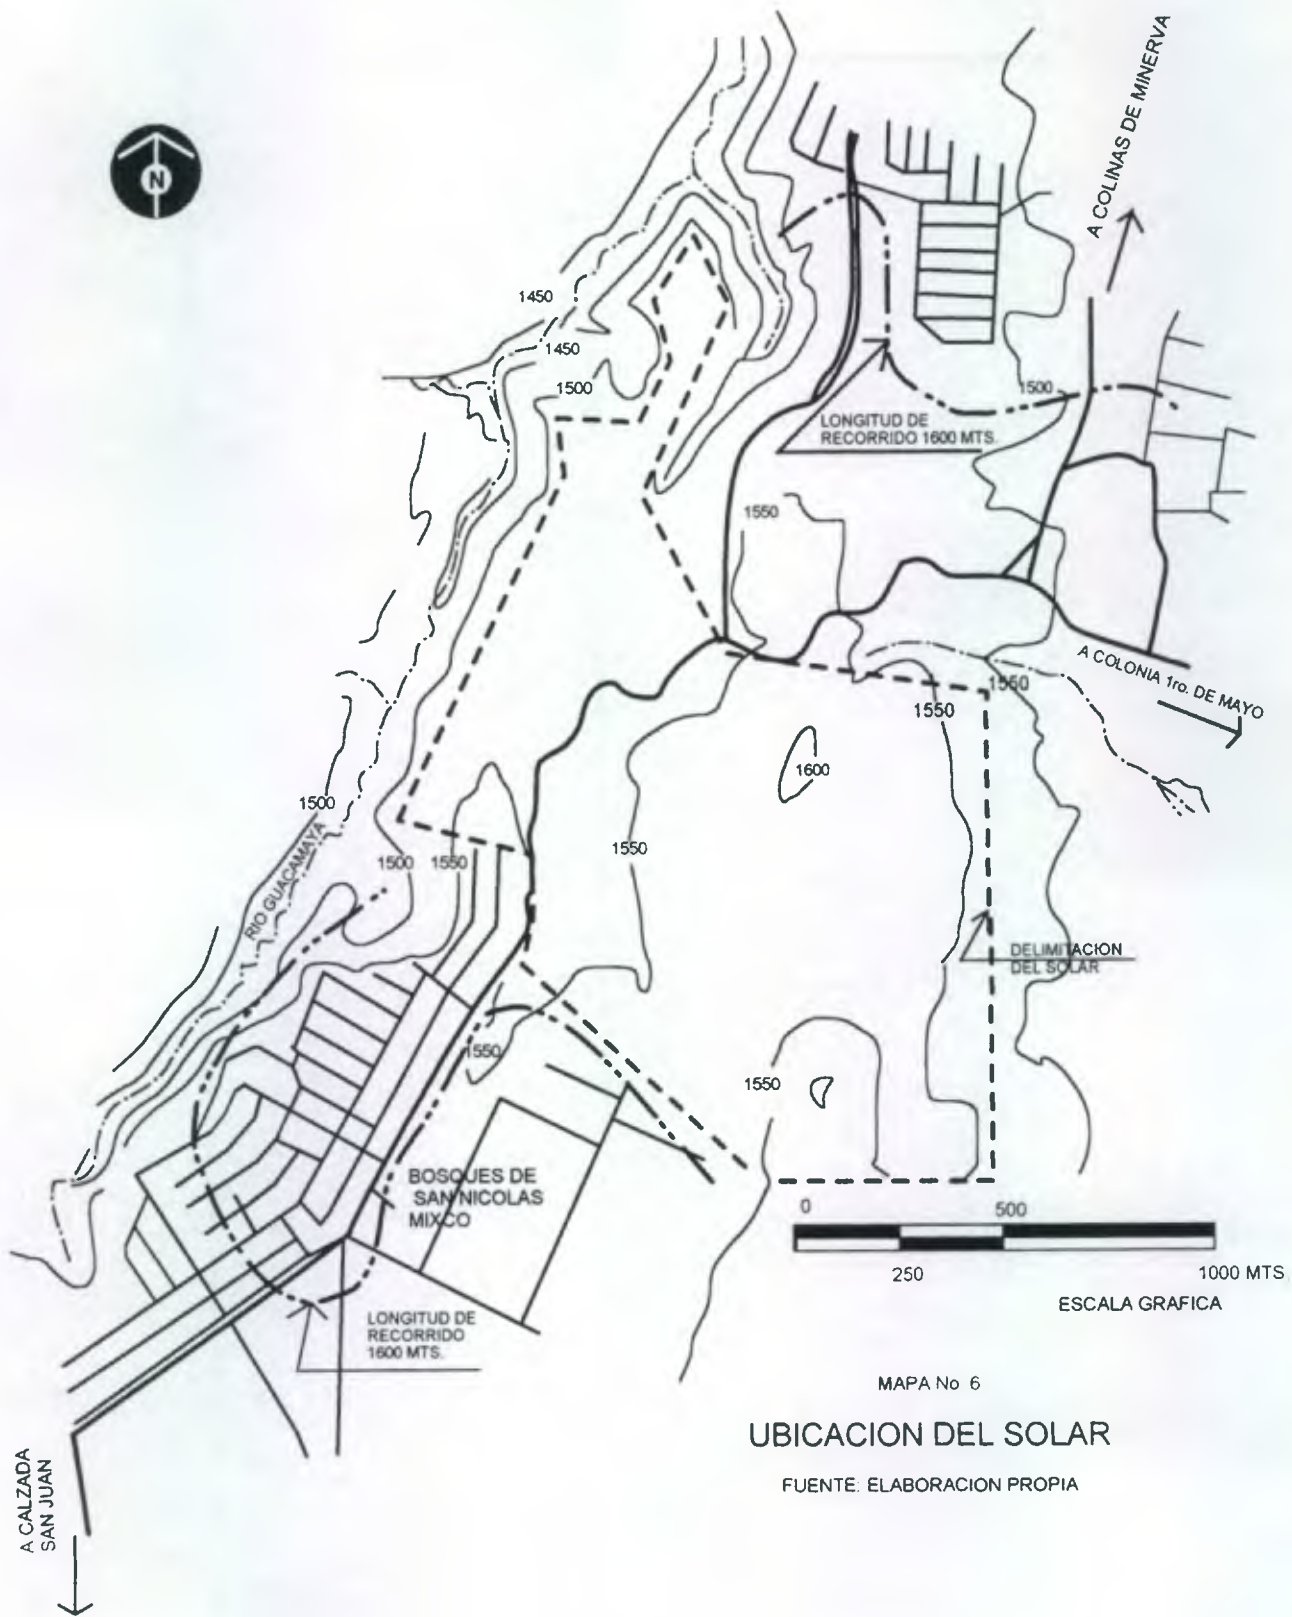 A COLINAS DE MINERVA
N
1450
1450
1500
1500
LONGITUD DE
RECORRIDO 1600 MTS.
1550
A COLONIA 1ro. DE MAYO
1550
1550
1600
1500
RIO GUACAMAYA
1500
1550
1550
DELIMITACION
DEL SOLAR
1550
1550
BOSQUES DE
SAN NICOLAS
MIXCO
0
500
250
1000 MTS
ESCALA GRAFICA
LONGITUD DE
RECORRIDO
1600 MTS.
MAPA No 6
UBICACION DEL SOLAR
FUENTE: ELABORACION PROPIA
A CALZADA
SAN JUAN